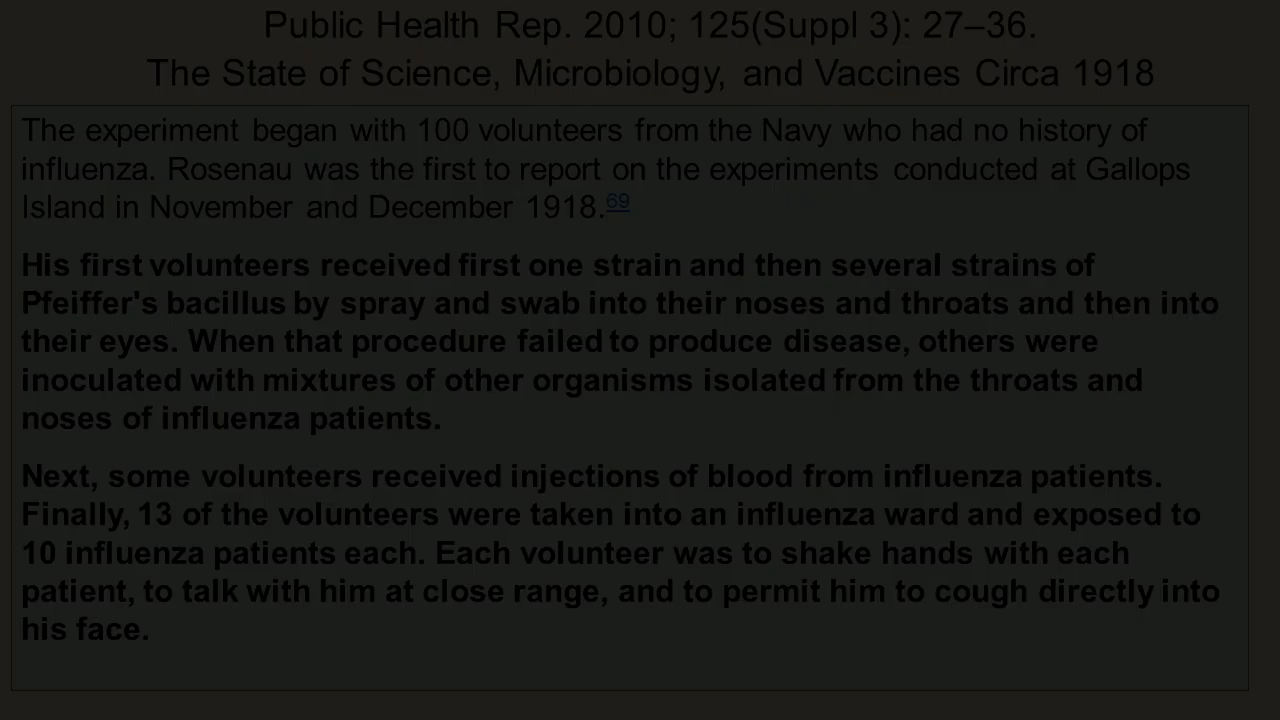 Public Health Rep. 2010; 125(Suppl 3): 27–36.
The State of Science, Microbiology, and Vaccines Circa 1918
The experiment began with 100 volunteers from the Navy who had no history of
influenza. Rosenau was the first to report on the experiments conducted at Gallops
Island in November and December 1918.69
His first volunteers received first one strain and then several strains of
Pfeiffer's bacillus by spray and swab into their noses and throats and then into
their eyes. When that procedure failed to produce disease, others were
inoculated with mixtures of other organisms isolated from the throats and
noses of influenza patients.
Next, some volunteers received injections of blood from influenza patients.
Finally, 13 of the volunteers were taken into an influenza ward and exposed to
10 influenza patients each. Each volunteer was to shake hands with each
patient, to talk with him at close range, and to permit him to cough directly into
his face.